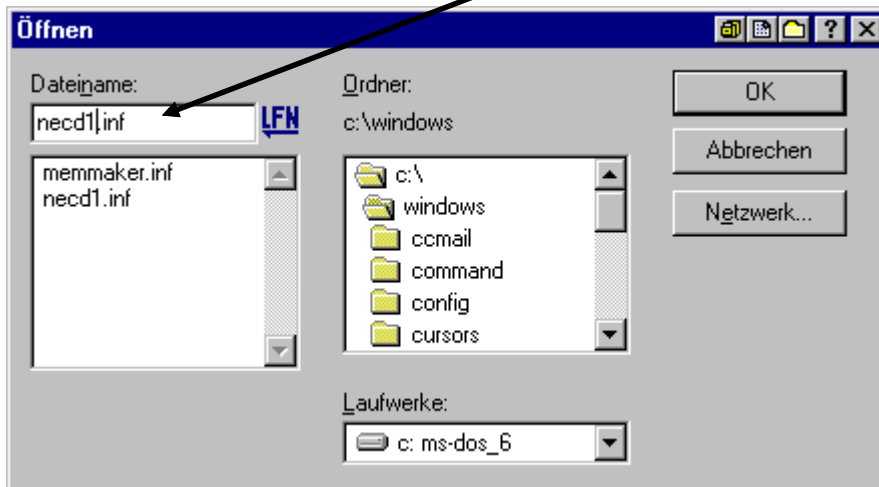 Öffnen
Dateiname:
necd1.inf
LFN
memmaker.inf
necd1.inf
Ordner:
c:\windows
c:\
windows
ccmail
command
config
cursors
Laufwerke:
c: ms-dos_6
OK
Abbrechen
Netzwerk...